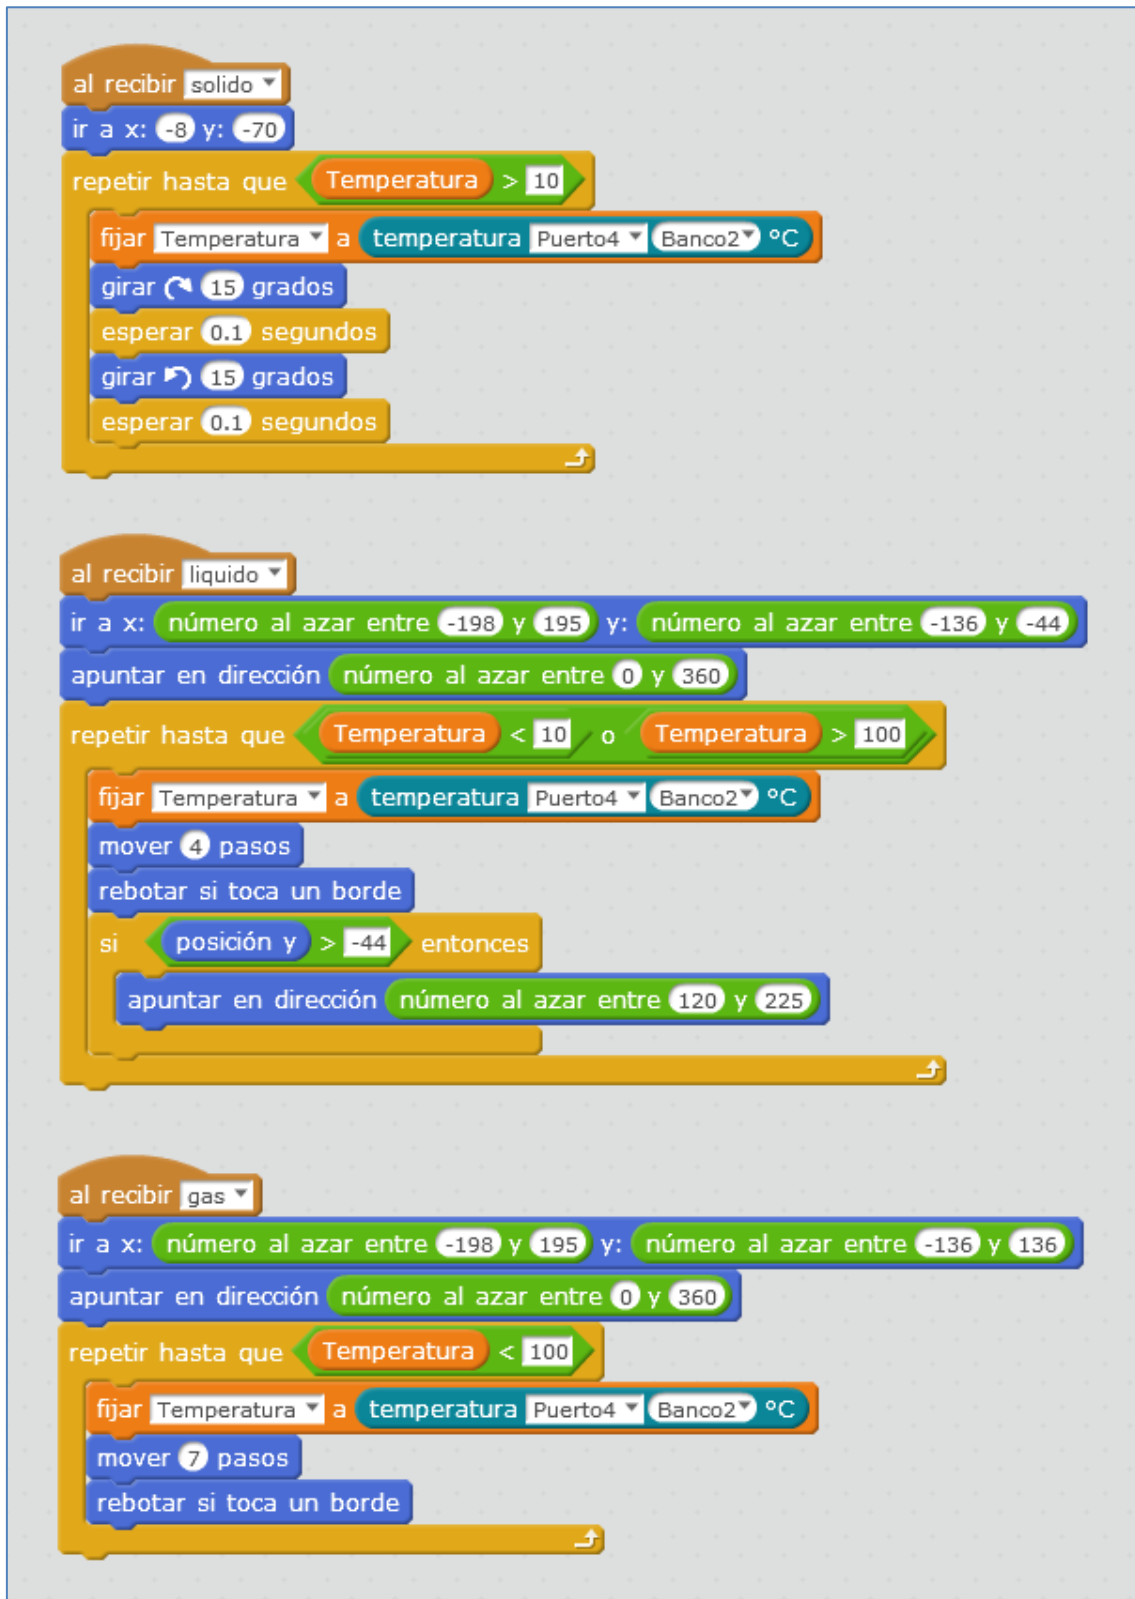 al recibir solido
ir a x: -8 y: -70
repetir hasta que Temperatura > 10
fijar Temperatura a temperatura Puerto4 Banco2 °C
girar 15 grados
esperar 0.1 segundos
girar 15 grados
esperar 0.1 segundos
al recibir liquido
ir a x: número al azar entre -198 y 195 y: número al azar entre -136 y -44
apuntar en dirección número al azar entre 0 y 360
repetir hasta que Temperatura < 10 o Temperatura > 100
fijar Temperatura a temperatura Puerto4 Banco2 °C
mover 4 pasos
rebotar si toca un borde
si posición y > -44 entonces
apuntar en dirección número al azar entre 120 y 225
al recibir gas
ir a x: número al azar entre -198 y 195 y: número al azar entre -136 y 136
apuntar en dirección número al azar entre 0 y 360
repetir hasta que Temperatura < 100
fijar Temperatura a temperatura Puerto4 Banco2 °C
mover 7 pasos
rebotar si toca un borde